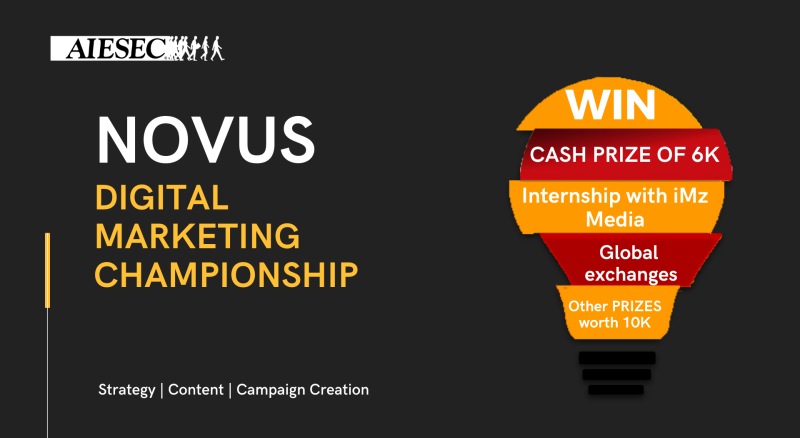 AIESEC
NOVUS
DIGITAL
MARKETING
CHAMPIONSHIP
Strategy | Content | Campaign Creation
WIN
CASH PRIZE OF 6K
Internship with iMz
Media
Global
exchanges
Other PRIZES
worth 10K